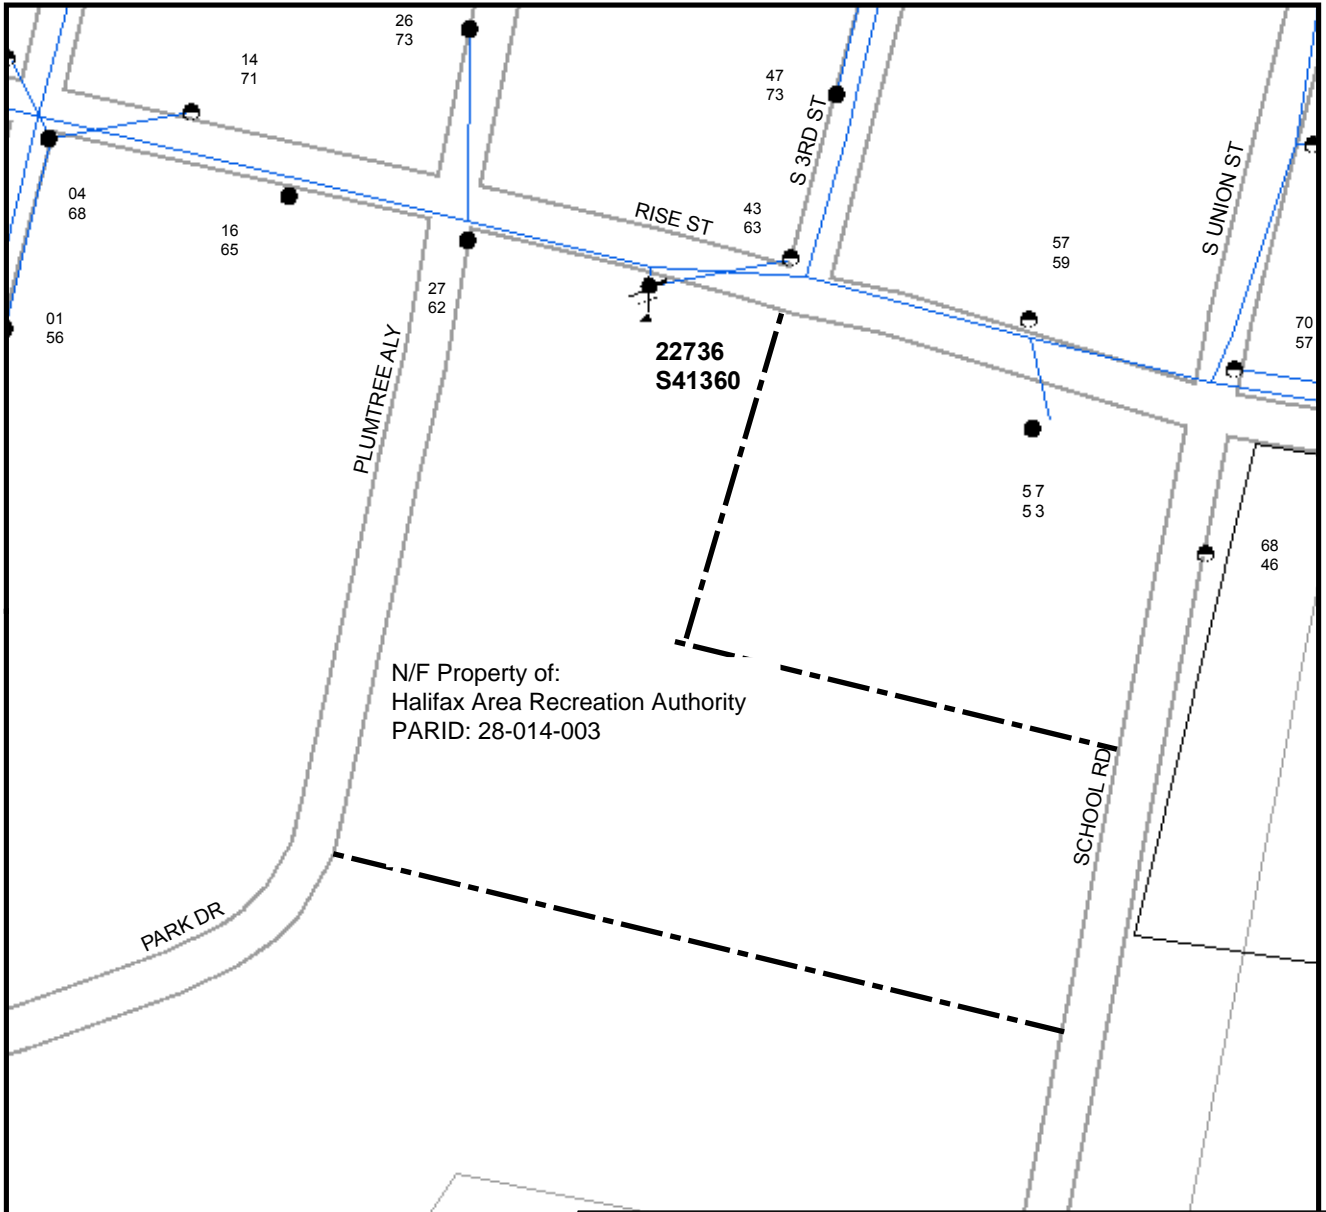 26
73
14
71
47
73
S 3RD ST
S UNION ST
04
68
16
65
RISE ST
43
63
57
59
27
62
01
56
70
57
22736
S41360
PLUMTREE ALY
57
53
68
46
N/F Property of:
Halifax Area Recreation Authority
PARID: 28-014-003
SCHOOL RD
PARK DR